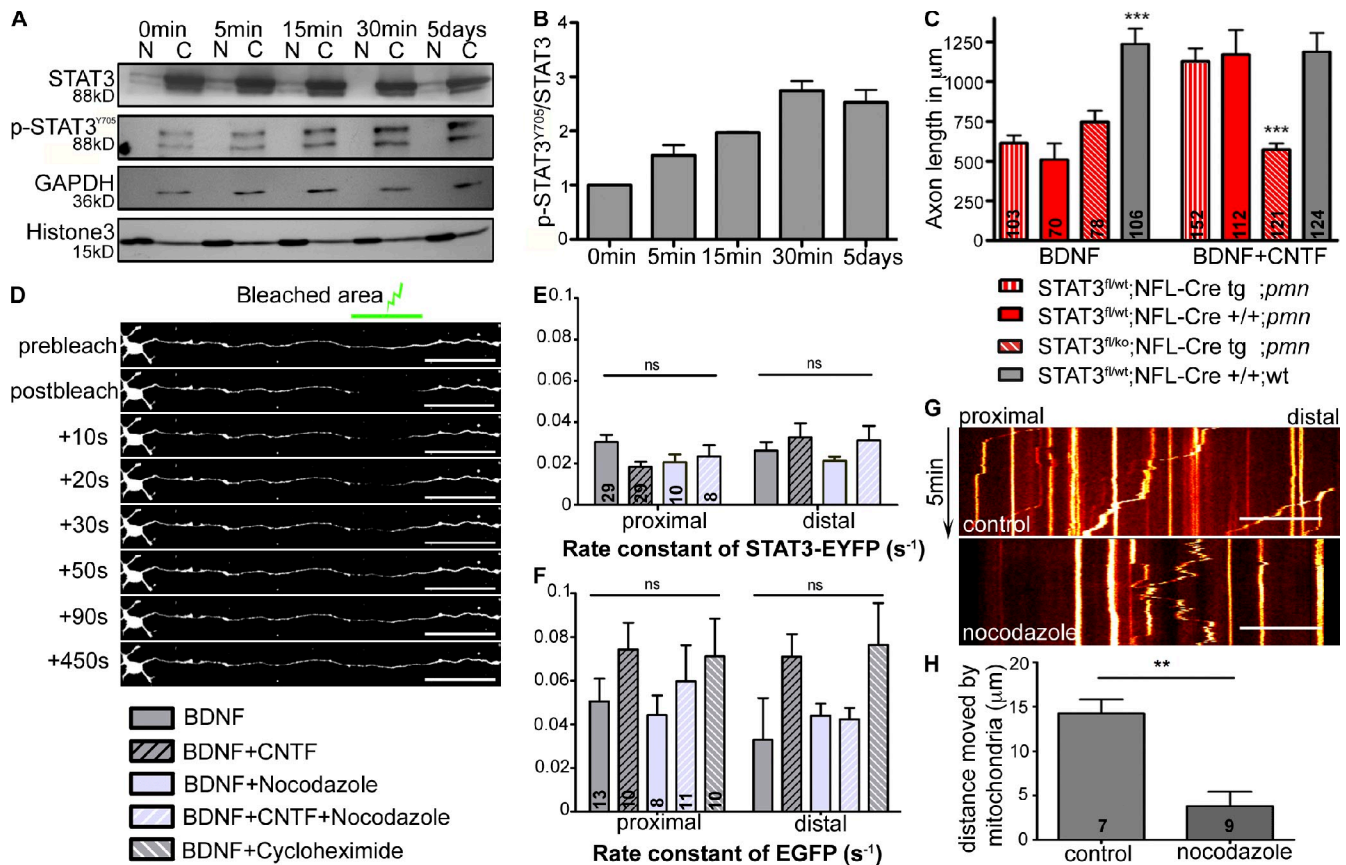 A
0min 5min 15min 30min 5days
N C N C N C N C N C
STAT3
88kD
p-STAT3Y705
88kD
GAPDH
36kD
Histone3
15kD
B
p-STAT3Y705/STAT3
4
3
2
1
0
0min 5min 15min 30min 5days
C
Axon length in μm
1250
1000
750
500
250
0
***
***
103 70 78 106 152 112 121 124
BDNF BDNF+CNTF
STAT3fl/wt;NFL-Cre tg ;pmn
STAT3fl/wt;NFL-Cre +/+;pmn
STAT3fl/ko;NFL-Cre tg ;pmn
STAT3fl/wt;NFL-Cre +/+;wt
D
Bleached area
prebleach
postbleach
+10s
+20s
+30s
+50s
+90s
+450s
BDNF
BDNF+CNTF
BDNF+Nocodazole
BDNF+CNTF+Nocodazole
BDNF+Cycloheximide
E
0.1
0.08
0.06
0.04
0.02
0
ns ns
29 29 10 8
proximal distal
Rate constant of STAT3-EYFP (s-1)
F
0.1
0.08
0.06
0.04
0.02
0
ns ns
13 10 8 11 10
proximal distal
Rate constant of EGFP (s-1)
G
proximal distal
5min
control
nocodazole
H
distance moved by
mitochondria (μm)
20
15
10
5
0
**
7 9
control nocodazole